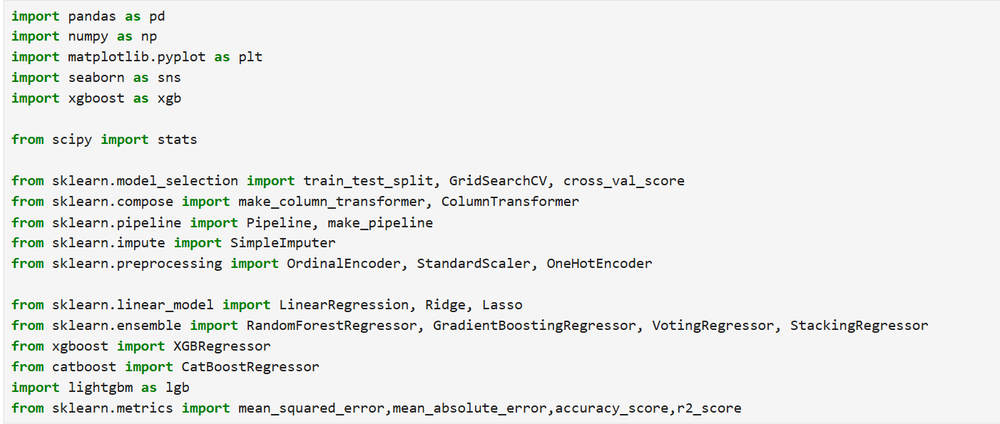 import pandas as pd
import numpy as np
import matplotlib.pyplot as plt
import seaborn as sns
import xgboost as xgb
from scipy import stats
from sklearn.model_selection import train_test_split, GridSearchCV, cross_val_score
from sklearn.compose import make_column_transformer, ColumnTransformer
from sklearn.pipeline import Pipeline, make_pipeline
from sklearn.impute import SimpleImputer
from sklearn.preprocessing import OrdinalEncoder, StandardScaler, OneHotEncoder
from sklearn.linear_model import LinearRegression, Ridge, Lasso
from sklearn.ensemble import RandomForestRegressor, GradientBoostingRegressor, VotingRegressor, StackingRegressor
from xgboost import XGBRegressor
from catboost import CatBoostRegressor
import lightgbm as lgb
from sklearn.metrics import mean_squared_error,mean_absolute_error,accuracy_score,r2_score